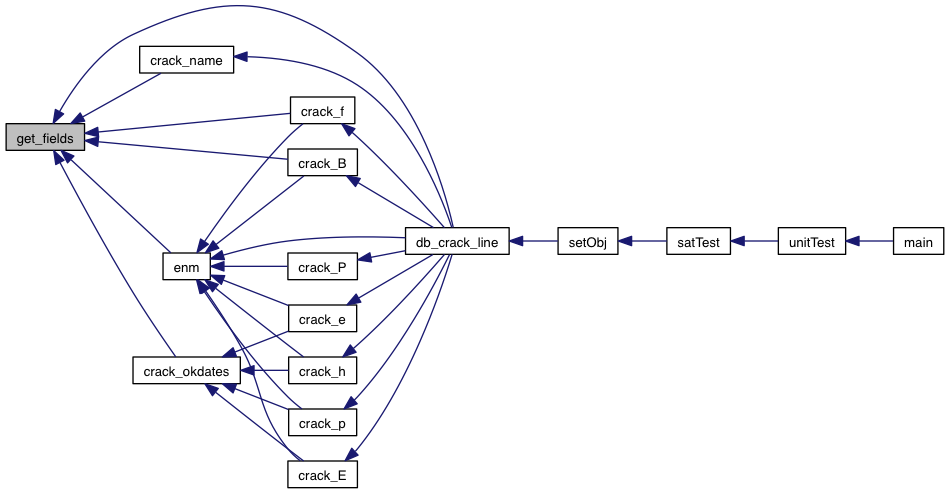 crack_name
crack_f
get_fields
crack_B
db_crack_line
setObj
satTest
unitTest
main
enm
crack_P
crack_e
crack_okdates
crack_h
crack_p
crack_E